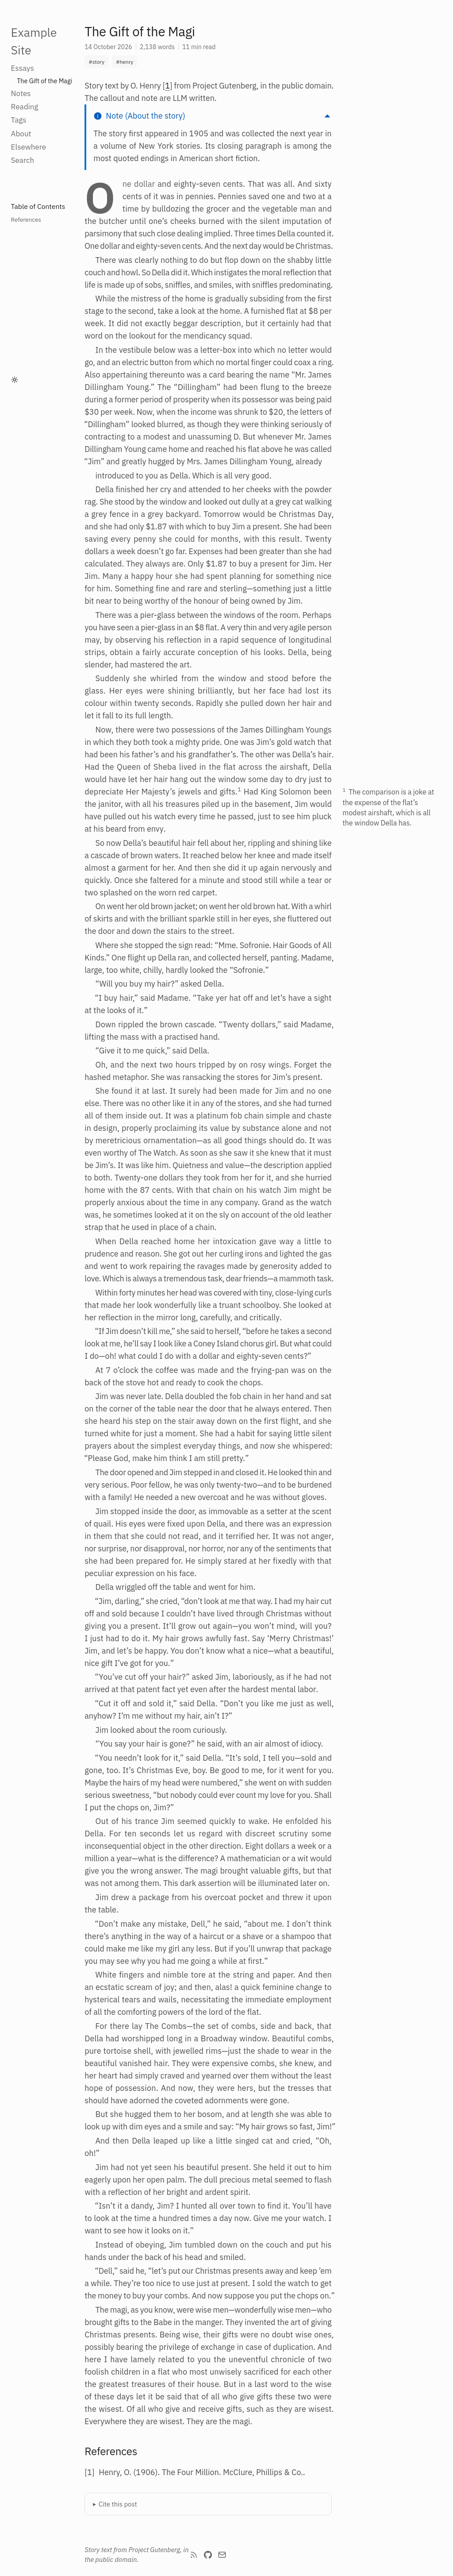 Example
Site
Essays
The Gift of the Magi
Notes
Reading
Tags
About
Elsewhere
Search
Table of Contents
References
The Gift of the Magi
14 October 2026 | 2,138 words | 11 min read
#story #henry
Story text by O. Henry [1] from Project Gutenberg, in the public domain.
The callout and note are LLM written.
Note (About the story)
The story first appeared in 1905 and was collected the next year in
a volume of New York stories. Its closing paragraph is among the
most quoted endings in American short fiction.
One dollar and eighty-seven cents. That was all. And sixty
cents of it was in pennies. Pennies saved one and two at a
time by bulldozing the grocer and the vegetable man and
the butcher until one's cheeks burned with the silent imputation of
parsimony that such close dealing implied. Three times Della counted it.
One dollar and eighty-seven cents. And the next day would be Christmas.
There was clearly nothing to do but flop down on the shabby little
couch and howl. So Della did it. Which instigates the moral reflection that
life is made up of sobs, sniffles, and smiles, with sniffles predominating.
While the mistress of the home is gradually subsiding from the first
stage to the second, take a look at the home. A furnished flat at $8 per
week. It did not exactly beggar description, but it certainly had that
word on the lookout for the mendicancy squad.
In the vestibule below was a letter-box into which no letter would
go, and an electric button from which no mortal finger could coax a ring.
Also appertaining thereunto was a card bearing the name “Mr. James
Dillingham Young.” The “Dillingham” had been flung to the breeze
during a former period of prosperity when its possessor was being paid
$30 per week. Now, when the income was shrunk to $20, the letters of
“Dillingham” looked blurred, as though they were thinking seriously of
contracting to a modest and unassuming D. But whenever Mr. James
Dillingham Young came home and reached his flat above he was called
“Jim” and greatly hugged by Mrs. James Dillingham Young, already
introduced to you as Della. Which is all very good.
Della finished her cry and attended to her cheeks with the powder
rag. She stood by the window and looked out dully at a grey cat walking
a grey fence in a grey backyard. Tomorrow would be Christmas Day,
and she had only $1.87 with which to buy Jim a present. She had been
saving every penny she could for months, with this result. Twenty
dollars a week doesn't go far. Expenses had been greater than she had
calculated. They always are. Only $1.87 to buy a present for Jim. Her
Jim. Many a happy hour she had spent planning for something nice
for him. Something fine and rare and sterling—something just a little
bit near to being worthy of the honour of being owned by Jim.
There was a pier-glass between the windows of the room. Perhaps
you have seen a pier-glass in an $8 flat. A very thin and very agile person
may, by observing his reflection in a rapid sequence of longitudinal
strips, obtain a fairly accurate conception of his looks. Della, being
slender, had mastered the art.
Suddenly she whirled from the window and stood before the
glass. Her eyes were shining brilliantly, but her face had lost its
colour within twenty seconds. Rapidly she pulled down her hair and
let it fall to its full length.
Now, there were two possessions of the James Dillingham Youngs
in which they both took a mighty pride. One was Jim's gold watch that
had been his father's and his grandfather's. The other was Della's hair.
Had the Queen of Sheba lived in the flat across the airshaft, Della
would have let her hair hang out the window some day to dry just to
depreciate Her Majesty's jewels and gifts.1 Had King Solomon been
the janitor, with all his treasures piled up in the basement, Jim would
have pulled out his watch every time he passed, just to see him pluck
at his beard from envy.
1 The comparison is a joke at
the expense of the flat's
modest airshaft, which is all
the window Della has.
So now Della's beautiful hair fell about her, rippling and shining like
a cascade of brown waters. It reached below her knee and made itself
almost a garment for her. And then she did it up again nervously and
quickly. Once she faltered for a minute and stood still while a tear or
two splashed on the worn red carpet.
On went her old brown jacket; on went her old brown hat. With a whirl
of skirts and with the brilliant sparkle still in her eyes, she fluttered out
the door and down the stairs to the street.
Where she stopped the sign read: “Mme. Sofronie. Hair Goods of All
Kinds.” One flight up Della ran, and collected herself, panting. Madame,
large, too white, chilly, hardly looked the “Sofronie.”
“Will you buy my hair?” asked Della.
“I buy hair,” said Madame. “Take yer hat off and let's have a sight
at the looks of it.”
Down rippled the brown cascade. “Twenty dollars,” said Madame,
lifting the mass with a practised hand.
“Give it to me quick,” said Della.
Oh, and the next two hours tripped by on rosy wings. Forget the
hashed metaphor. She was ransacking the stores for Jim's present.
She found it at last. It surely had been made for Jim and no one
else. There was no other like it in any of the stores, and she had turned
all of them inside out. It was a platinum fob chain simple and chaste
in design, properly proclaiming its value by substance alone and not
by meretricious ornamentation—as all good things should do. It was
even worthy of The Watch. As soon as she saw it she knew that it must
be Jim's. It was like him. Quietness and value—the description applied
to both. Twenty-one dollars they took from her for it, and she hurried
home with the 87 cents. With that chain on his watch Jim might be
properly anxious about the time in any company. Grand as the watch
was, he sometimes looked at it on the sly on account of the old leather
strap that he used in place of a chain.
When Della reached home her intoxication gave way a little to
prudence and reason. She got out her curling irons and lighted the gas
and went to work repairing the ravages made by generosity added to
love. Which is always a tremendous task, dear friends—a mammoth task.
Within forty minutes her head was covered with tiny, close-lying curls
that made her look wonderfully like a truant schoolboy. She looked at
her reflection in the mirror long, carefully, and critically.
“If Jim doesn't kill me,” she said to herself, “before he takes a second
look at me, he'll say I look like a Coney Island chorus girl. But what could
I do—oh! what could I do with a dollar and eighty-seven cents?”
At 7 o'clock the coffee was made and the frying-pan was on the
back of the stove hot and ready to cook the chops.
Jim was never late. Della doubled the fob chain in her hand and sat
on the corner of the table near the door that he always entered. Then
she heard his step on the stair away down on the first flight, and she
turned white for just a moment. She had a habit for saying little silent
prayers about the simplest everyday things, and now she whispered:
“Please God, make him think I am still pretty.”
The door opened and Jim stepped in and closed it. He looked thin and
very serious. Poor fellow, he was only twenty-two—and to be burdened
with a family! He needed a new overcoat and he was without gloves.
Jim stopped inside the door, as immovable as a setter at the scent
of quail. His eyes were fixed upon Della, and there was an expression
in them that she could not read, and it terrified her. It was not anger,
nor surprise, nor disapproval, nor horror, nor any of the sentiments that
she had been prepared for. He simply stared at her fixedly with that
peculiar expression on his face.
Della wriggled off the table and went for him.
“Jim, darling,” she cried, “don't look at me that way. I had my hair cut
off and sold because I couldn't have lived through Christmas without
giving you a present. It'll grow out again—you won't mind, will you?
I just had to do it. My hair grows awfully fast. Say ‘Merry Christmas!’
Jim, and let's be happy. You don't know what a nice—what a beautiful,
nice gift I've got for you.”
“You've cut off your hair?” asked Jim, laboriously, as if he had not
arrived at that patent fact yet even after the hardest mental labor.
“Cut it off and sold it,” said Della. “Don't you like me just as well,
anyhow? I'm me without my hair, ain't I?”
Jim looked about the room curiously.
“You say your hair is gone?” he said, with an air almost of idiocy.
“You needn't look for it,” said Della. “It's sold, I tell you—sold and
gone, too. It's Christmas Eve, boy. Be good to me, for it went for you.
Maybe the hairs of my head were numbered,” she went on with sudden
serious sweetness, “but nobody could ever count my love for you. Shall
I put the chops on, Jim?”
Out of his trance Jim seemed quickly to wake. He enfolded his
Della. For ten seconds let us regard with discreet scrutiny some
inconsequential object in the other direction. Eight dollars a week or a
million a year—what is the difference? A mathematician or a wit would
give you the wrong answer. The magi brought valuable gifts, but that
was not among them. This dark assertion will be illuminated later on.
Jim drew a package from his overcoat pocket and threw it upon
the table.
“Don't make any mistake, Dell,” he said, “about me. I don't think
there's anything in the way of a haircut or a shave or a shampoo that
could make me like my girl any less. But if you'll unwrap that package
you may see why you had me going a while at first.”
White fingers and nimble tore at the string and paper. And then
an ecstatic scream of joy; and then, alas! a quick feminine change to
hysterical tears and wails, necessitating the immediate employment
of all the comforting powers of the lord of the flat.
For there lay The Combs—the set of combs, side and back, that
Della had worshipped long in a Broadway window. Beautiful combs,
pure tortoise shell, with jewelled rims—just the shade to wear in the
beautiful vanished hair. They were expensive combs, she knew, and
her heart had simply craved and yearned over them without the least
hope of possession. And now, they were hers, but the tresses that
should have adorned the coveted adornments were gone.
But she hugged them to her bosom, and at length she was able to
look up with dim eyes and a smile and say: “My hair grows so fast, Jim!”
And then Della leaped up like a little singed cat and cried, “Oh,
oh!”
Jim had not yet seen his beautiful present. She held it out to him
eagerly upon her open palm. The dull precious metal seemed to flash
with a reflection of her bright and ardent spirit.
“Isn't it a dandy, Jim? I hunted all over town to find it. You'll have
to look at the time a hundred times a day now. Give me your watch. I
want to see how it looks on it.”
Instead of obeying, Jim tumbled down on the couch and put his
hands under the back of his head and smiled.
“Dell,” said he, “let's put our Christmas presents away and keep 'em
a while. They're too nice to use just at present. I sold the watch to get
the money to buy your combs. And now suppose you put the chops on.”
The magi, as you know, were wise men—wonderfully wise men—who
brought gifts to the Babe in the manger. They invented the art of giving
Christmas presents. Being wise, their gifts were no doubt wise ones,
possibly bearing the privilege of exchange in case of duplication. And
here I have lamely related to you the uneventful chronicle of two
foolish children in a flat who most unwisely sacrificed for each other
the greatest treasures of their house. But in a last word to the wise
of these days let it be said that of all who give gifts these two were
the wisest. Of all who give and receive gifts, such as they are wisest.
Everywhere they are wisest. They are the magi.
References
[1] Henry, O. (1906). The Four Million. McClure, Phillips & Co..
Cite this post
Story text from Project Gutenberg, in
the public domain.